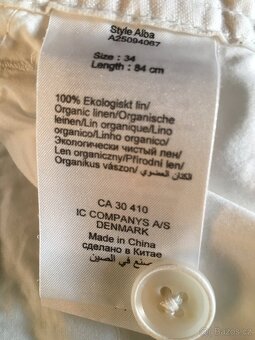 Style Alba
A25094067
Size : 34
Length : 84 cm
100% Ekologiskt lin/
Organic linen/Organische
leinen/Lin organique/Lino
organico/Linho organico/
Экологически чистый лен/
Len organiczny/Přírodní len/
Organikus vászon/الكتان العضوي
CA 30 410
IC COMPANYS A/S
DENMARK
Made in China
сделано в Китае
صنع في الصين